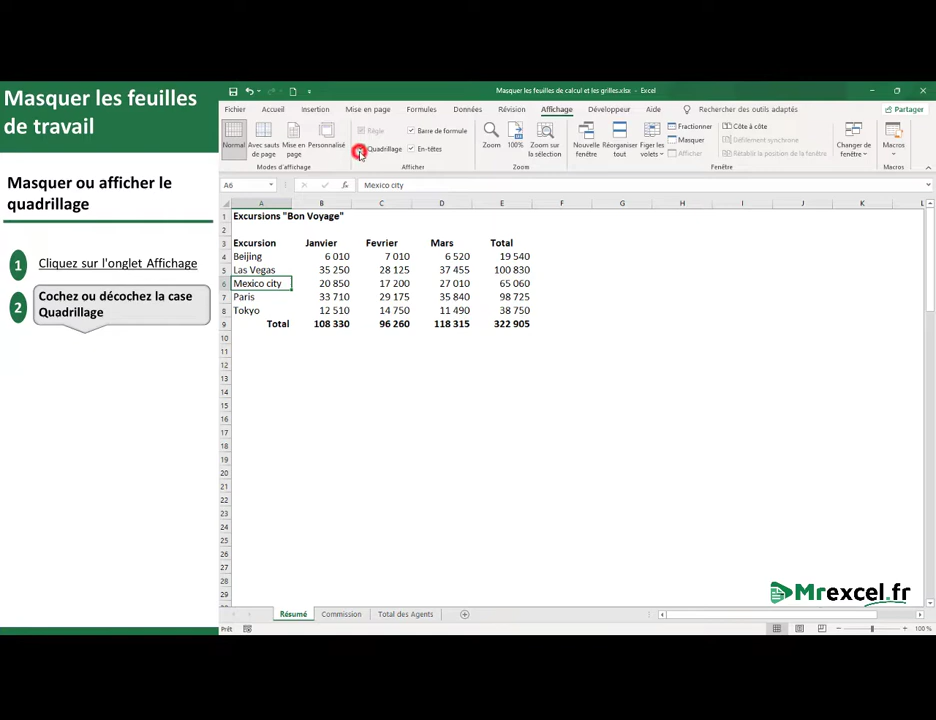 Masquer les feuilles
de travail
Masquer ou afficher le
quadrillage
1 Cliquez sur l'onglet Affichage
2 Cochez ou décochez la case
Quadrillage
Masquer les feuilles de calcul et les grilles.xlsx - Excel
Fichier Accueil Insertion Mise en page Formules Données Révision Affichage Développeur Aide Rechercher des outils adaptés Partager
Normal Avec sauts de page Mise en page Personnalisé
Modes d'affichage
Règle Barre de formule
Quadrillage En-têtes
Afficher
Zoom 100% Zoom sur la sélection
Zoom
Nouvelle fenêtre Réorganiser tout Figer les volets
Fractionner
Masquer
Afficher
Côte à côte
Défilement synchrone
Rétablir la position de la fenêtre
Changer de fenêtre
Fenêtre
Macros
Macros
A6 fx Mexico city
A B C D E F G H I J K L
1 Excursions "Bon Voyage"
2
3 Excursion Janvier Fevrier Mars Total
4 Beijing 6 010 7 010 6 520 19 540
5 Las Vegas 35 250 28 125 37 455 100 830
6 Mexico city 20 850 17 200 27 010 65 060
7 Paris 33 710 29 175 35 840 98 725
8 Tokyo 12 510 14 750 11 490 38 750
9 Total 108 330 96 260 118 315 322 905
10
11
12
13
14
15
16
17
18
19
20
21
22
23
24
25
26
27
28
29
Mrexcel.fr
Résumé Commission Total des Agents
Prêt 100 %